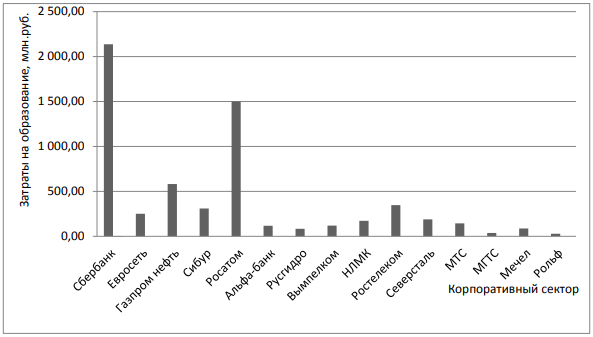 Затраты на образование, млн.руб.
2 500,00
2 000,00
1 500,00
1 000,00
500,00
0,00
Сбербанк
Евросеть
Газпром нефть
Сибур
Росатом
Альфа-банк
Русгидро
Вымпелком
НЛМК
Ростелеком
Северсталь
МТС
МГТС
Мечел
Рольф
Корпоративный сектор